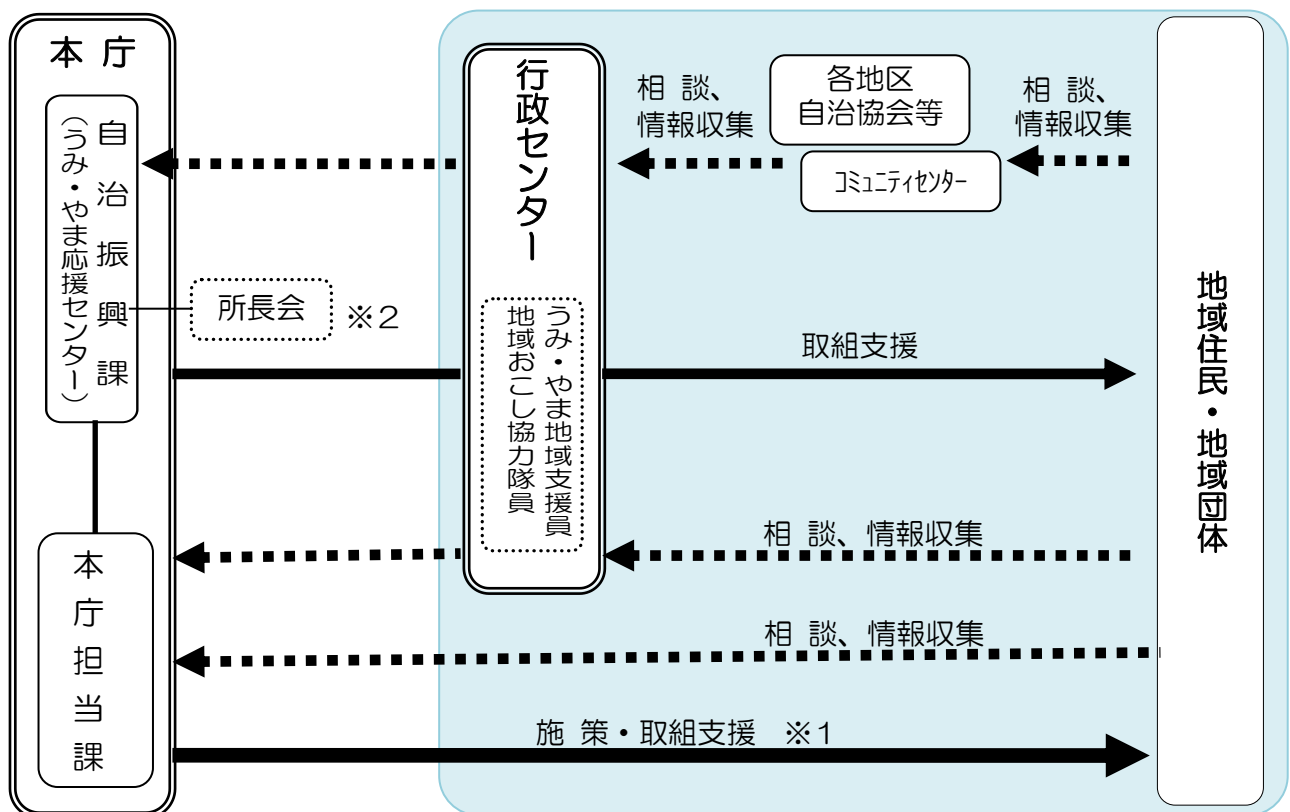 本 庁
自治振興課
(うみ・やま応援センター)
所長会
※2
本庁担当課
行政センター
うみ・やま地域支援員
地域おこし協力隊員
相 談、
情報収集
各地区
自治協会等
コミュニティセンター
相 談、
情報収集
取組支援
相 談、情報収集
相 談、情報収集
施 策・取組支援 ※1
地域住民・地域団体